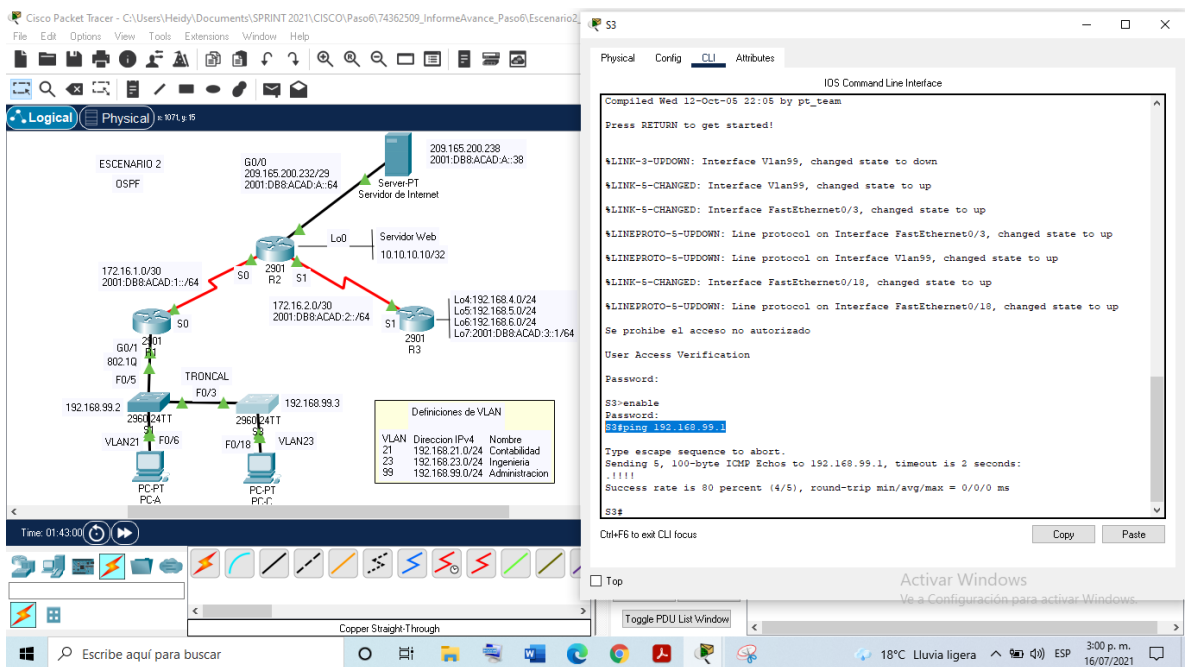 Cisco Packet Tracer - C:\Users\Heidy\Documents\SPRINT 2021\CISCO\Paso6\74362509_InformeAvance_Paso6\Escenario2_
File Edit Options View Tools Extensions Window Help
Logical Physical x: 1071, y: 15
ESCENARIO 2
OSPF
G0/0
209.165.200.232/29
2001:DB8:ACAD:A::64
209.165.200.238
2001:DB8:ACAD:A::38
Server-PT
Servidor de Internet
Lo0
Servidor Web
10.10.10.10/32
2901
R2
S0
S1
172.16.1.0/30
2001:DB8:ACAD:1::/64
172.16.2.0/30
2001:DB8:ACAD:2::/64
Lo4:192.168.4.0/24
Lo5:192.168.5.0/24
Lo6:192.168.6.0/24
Lo7:2001:DB8:ACAD:3::1/64
S1
2901
R3
S0
2901
R1
G0/1
802.1Q
F0/5
TRONCAL
F0/3
192.168.99.2
192.168.99.3
2960-24TT
S1
2960-24TT
S3
VLAN21
F0/6
F0/18
VLAN23
PC-PT
PC-A
PC-PT
PC-C
Definiciones de VLAN
VLAN Direccion IPv4 Nombre
21 192.168.21.0/24 Contabilidad
23 192.168.23.0/24 Ingenieria
99 192.168.99.0/24 Administracion
Time: 01:43:00
Copper Straight-Through
S3
Physical Config CLI Attributes
IOS Command Line Interface
Compiled Wed 12-Oct-05 22:05 by pt_team
Press RETURN to get started!
%LINK-3-UPDOWN: Interface Vlan99, changed state to down
%LINK-5-CHANGED: Interface Vlan99, changed state to up
%LINK-5-CHANGED: Interface FastEthernet0/3, changed state to up
%LINEPROTO-5-UPDOWN: Line protocol on Interface FastEthernet0/3, changed state to up
%LINEPROTO-5-UPDOWN: Line protocol on Interface Vlan99, changed state to up
%LINK-5-CHANGED: Interface FastEthernet0/18, changed state to up
%LINEPROTO-5-UPDOWN: Line protocol on Interface FastEthernet0/18, changed state to up
Se prohibe el acceso no autorizado
User Access Verification
Password:
S3>enable
Password:
S3#ping 192.168.99.1
Type escape sequence to abort.
Sending 5, 100-byte ICMP Echos to 192.168.99.1, timeout is 2 seconds:
.!!!!
Success rate is 80 percent (4/5), round-trip min/avg/max = 0/0/0 ms
S3#
Ctrl+F6 to exit CLI focus
Copy Paste
Top
Activar Windows
Ve a Configuración para activar Windows.
Toggle PDU List Window
Escribe aquí para buscar
18°C Lluvia ligera
ESP
3:00 p. m.
16/07/2021